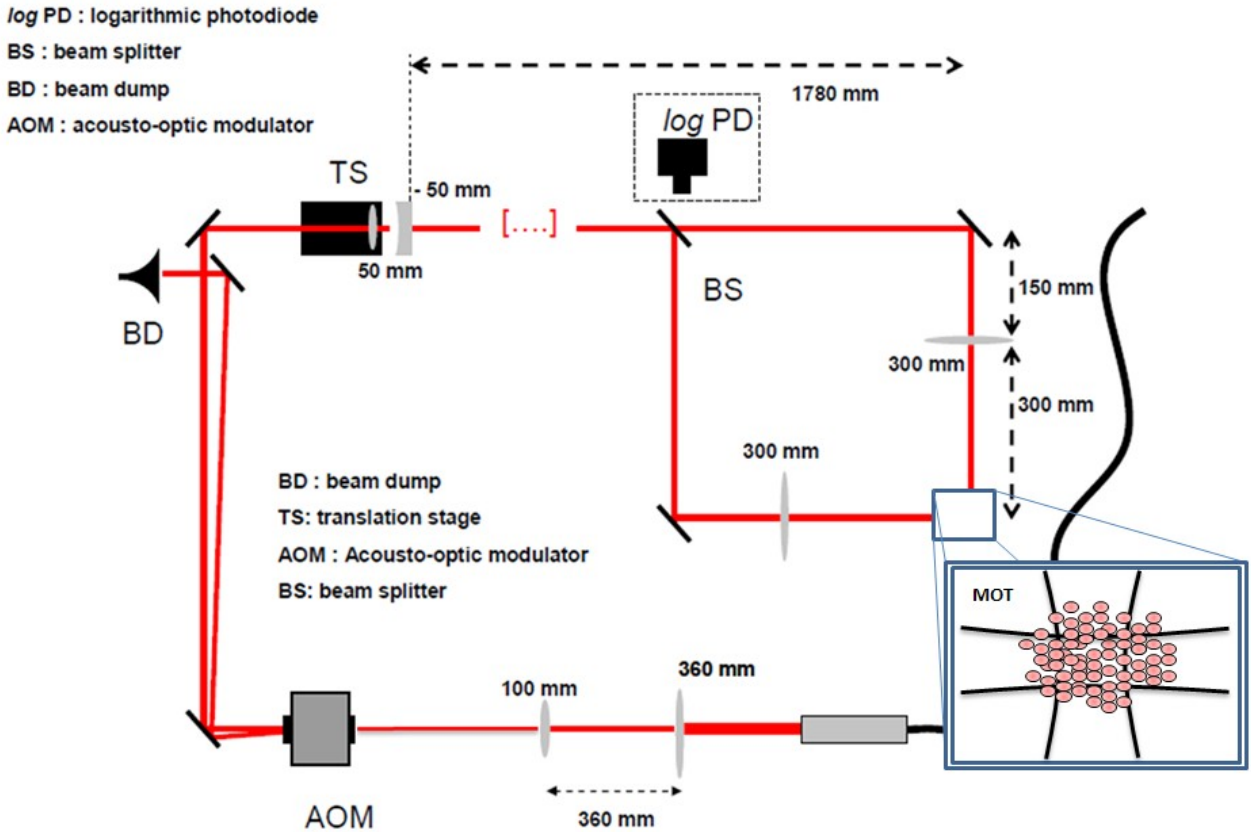 log PD : logarithmic photodiode
BS : beam splitter
BD : beam dump
AOM : acousto-optic modulator
1780 mm
log PD
TS
- 50 mm
[....]
50 mm
BS
150 mm
BD
300 mm
300 mm
300 mm
BD : beam dump
TS: translation stage
AOM : Acousto-optic modulator
BS: beam splitter
MOT
100 mm
360 mm
360 mm
AOM